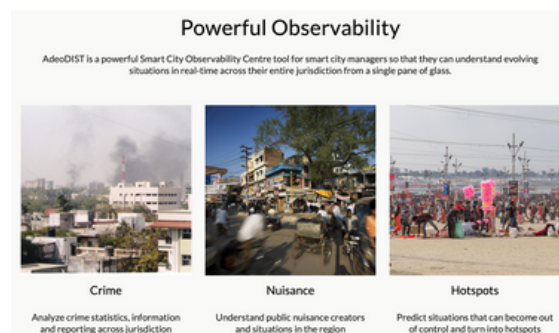 Powerful Observability
AdeoDIST is a powerful Smart City Observability Centre tool for smart city managers so that they can understand evolving
situations in real-time across their entire jurisdiction from a single pane of glass.
Crime
Nuisance
Hotspots
Analyze crime statistics, information
and reporting across jurisdiction
Understand public nuisance creators
and situations in the region
Predict situations that can become out
of control and turn into hotspots